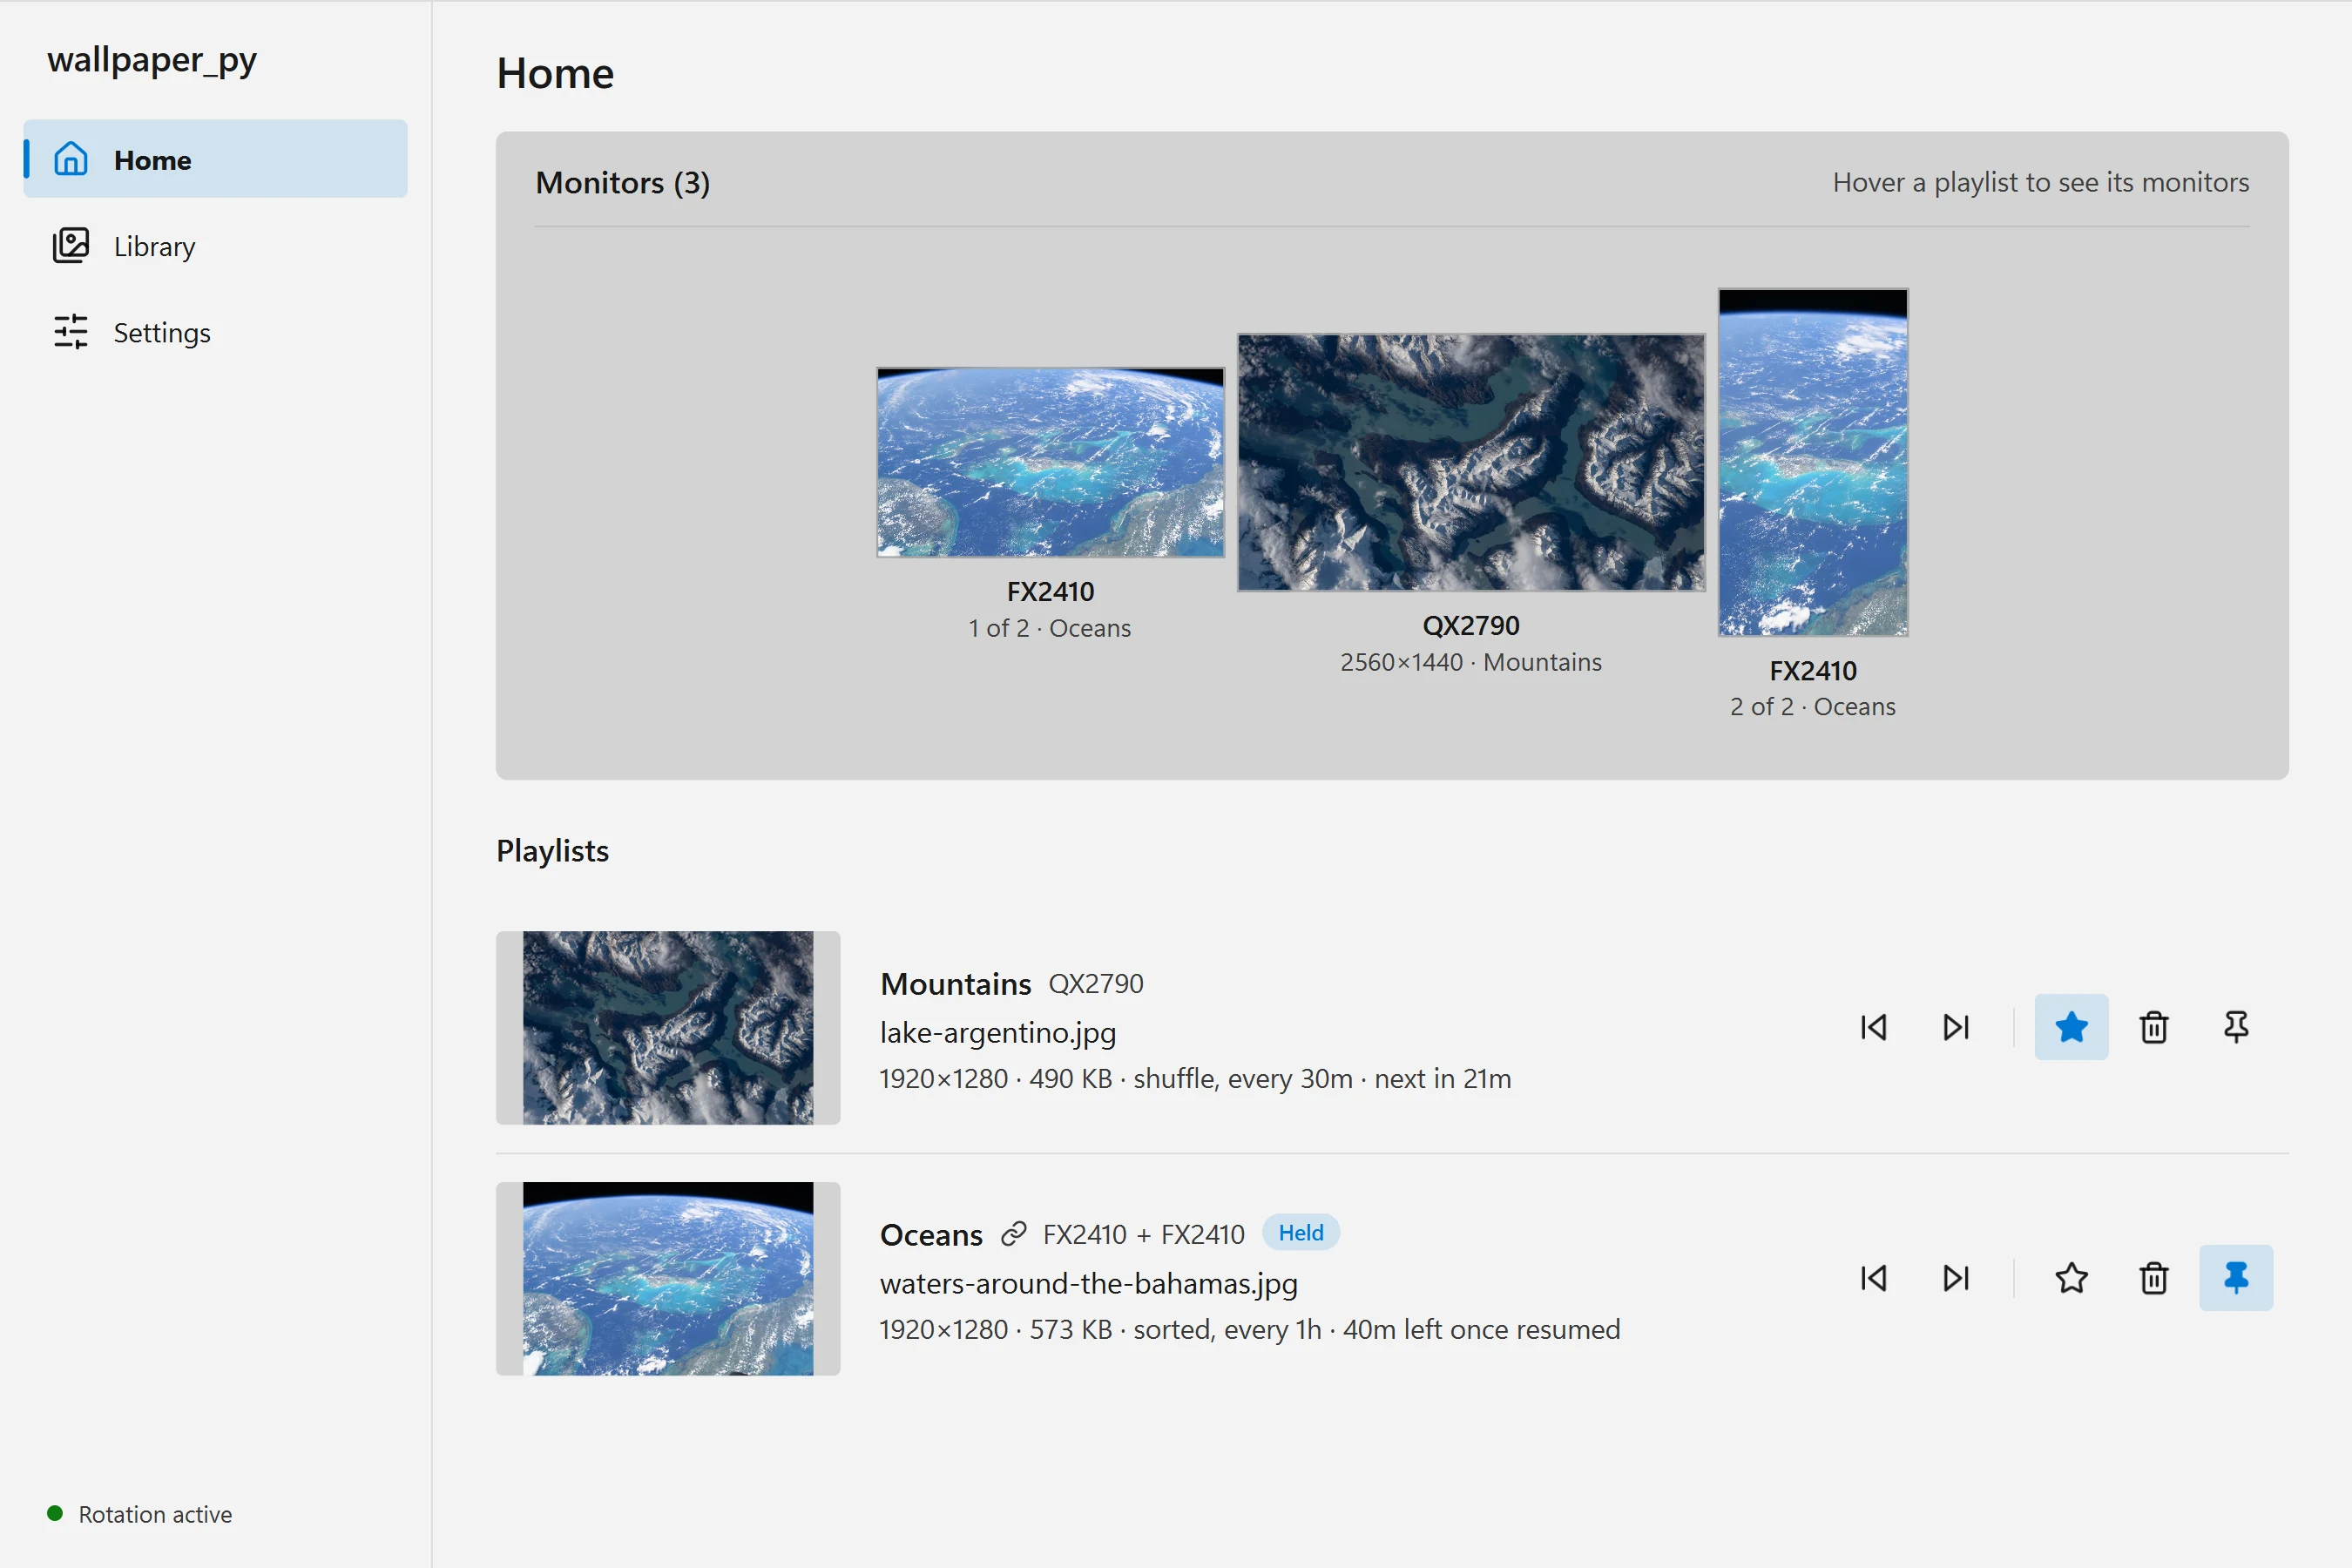 wallpaper_py
Home
Library
Settings
Rotation active
Home
Monitors (3)
Hover a playlist to see its monitors
FX2410
1 of 2 · Oceans
QX2790
2560×1440 · Mountains
FX2410
2 of 2 · Oceans
Playlists
Mountains QX2790
lake-argentino.jpg
1920×1280 · 490 KB · shuffle, every 30m · next in 21m
Oceans FX2410 + FX2410 Held
waters-around-the-bahamas.jpg
1920×1280 · 573 KB · sorted, every 1h · 40m left once resumed